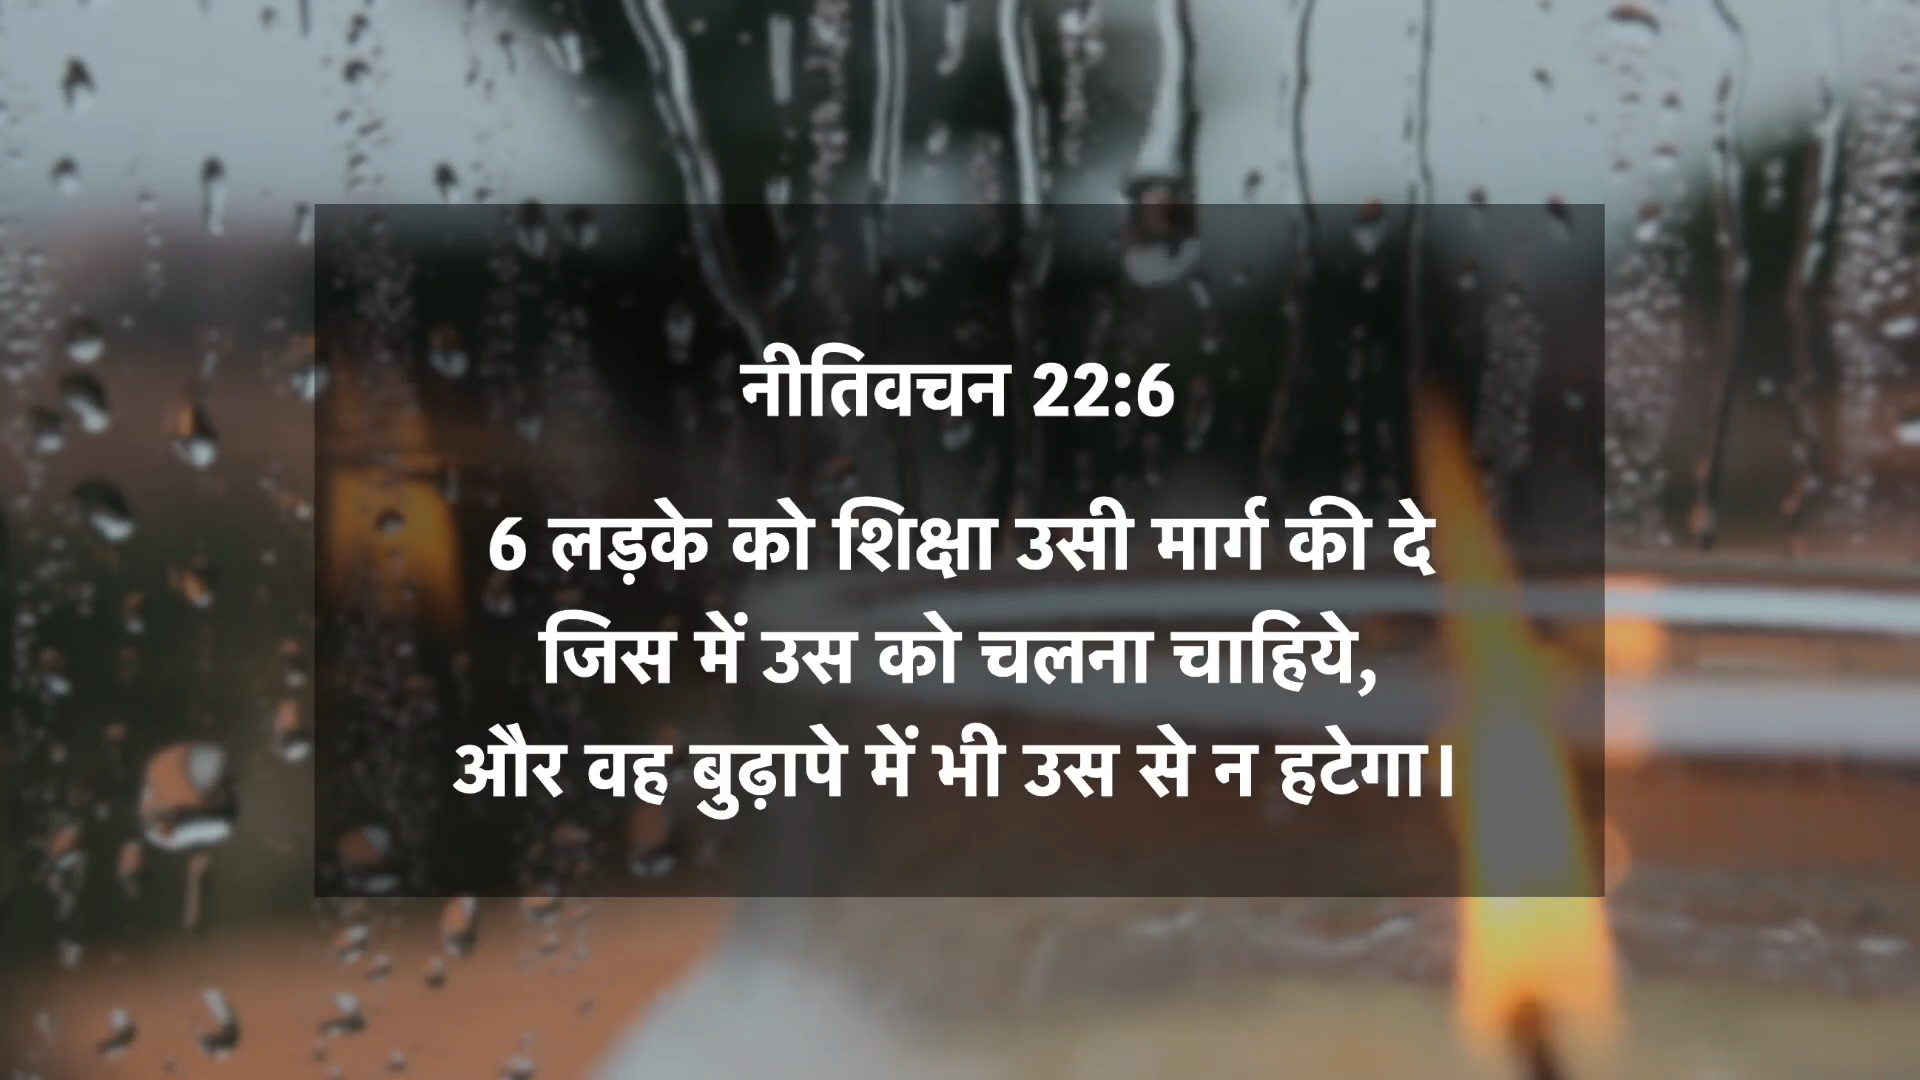 नीतिवचन 22:6
6 लड़के को शिक्षा उसी मार्ग की दे
जिस में उस को चलना चाहिये,
और वह बुढ़ापे में भी उस से न हटेगा।